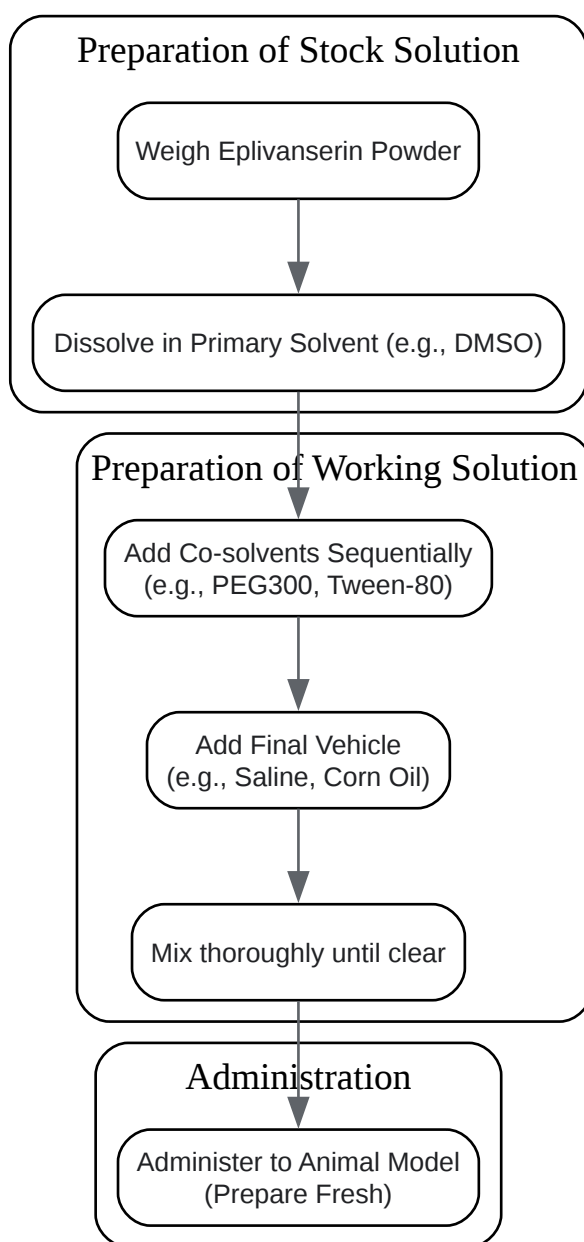 Preparation of Stock Solution
Weigh Eplivanserin Powder
Dissolve in Primary Solvent (e.g., DMSO)
Preparation of Working Solution
Add Co-solvents Sequentially
(e.g., PEG300, Tween-80)
Add Final Vehicle
(e.g., Saline, Corn Oil)
Mix thoroughly until clear
Administration
Administer to Animal Model
(Prepare Fresh)